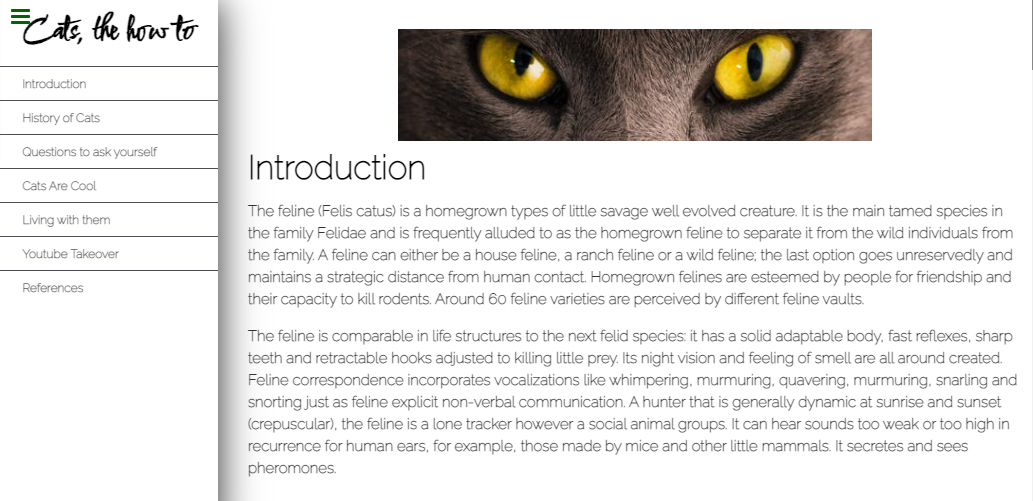 Cats, the how to
Introduction
History of Cats
Questions to ask yourself
Cats Are Cool
Living with them
Youtube Takeover
References
Introduction
The feline (Felis catus) is a homegrown types of little savage well evolved creature. It is the main tamed species in
the family Felidae and is frequently alluded to as the homegrown feline to separate it from the wild individuals from
the family. A feline can either be a house feline, a ranch feline or a wild feline; the last option goes unreservedly and
maintains a strategic distance from human contact. Homegrown felines are esteemed by people for friendship and
their capacity to kill rodents. Around 60 feline varieties are perceived by different feline vaults.
The feline is comparable in life structures to the next felid species: it has a solid adaptable body, fast reflexes, sharp
teeth and retractable hooks adjusted to killing little prey. Its night vision and feeling of smell are all around created.
Feline correspondence incorporates vocalizations like whimpering, murmuring, quavering, murmuring, snarling and
snorting just as feline explicit non-verbal communication. A hunter that is generally dynamic at sunrise and sunset
(crepuscular), the feline is a lone tracker however a social animal groups. It can hear sounds too weak or too high in
recurrence for human ears, for example, those made by mice and other little mammals. It secretes and sees
pheromones.